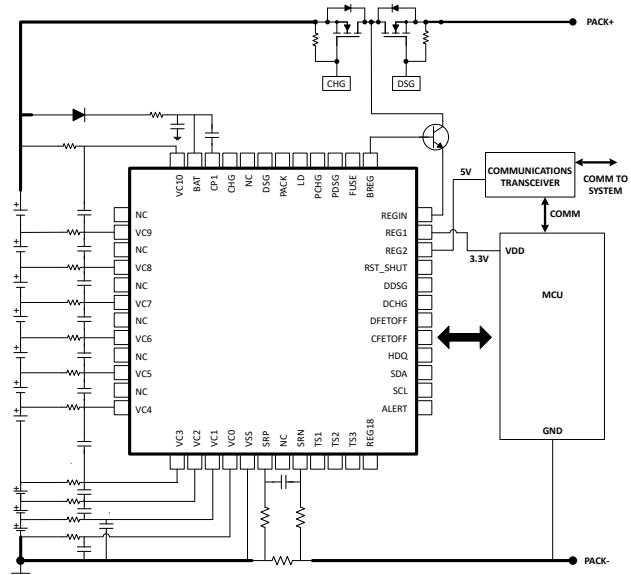 PACK+
CHG
DSG
VC10
BAT
CP1
CHG
NC
DSG
PACK
LD
PCHG
PDSG
FUSE
BREG
5V
COMMUNICATIONS
TRANSCEIVER
COMM TO
SYSTEM
COMM
NC
VC9
NC
VC8
NC
VC7
NC
VC6
NC
VC5
NC
VC4
REGIN
REG1
REG2
RST_SHUT
DDSG
DCHG
DFETOFF
CFETOFF
HDQ
SDA
SCL
ALERT
3.3V
VDD
MCU
GND
VC3
VC2
VC1
VC0
VSS
SRP
NC
SRN
TS1
TS2
TS3
REG18
+
+
+
+
+
+
+
+
+
+
PACK-